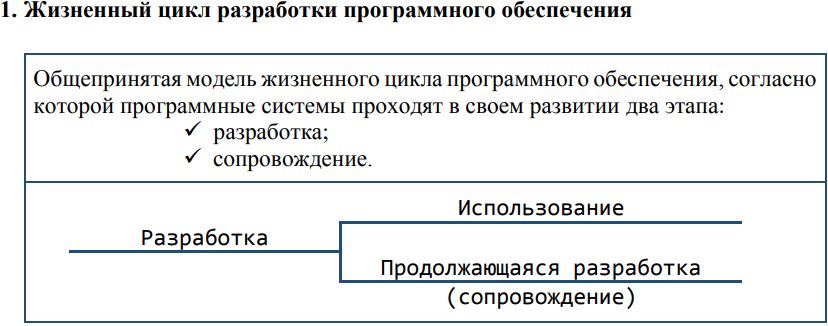 1. Жизненный цикл разработки программного обеспечения
Общепринятая модель жизненного цикла программного обеспечения, согласно
которой программные системы проходят в своем развитии два этапа:
✓ разработка;
✓ сопровождение.
Использование
Разработка
Продолжающаяся разработка
(сопровождение)